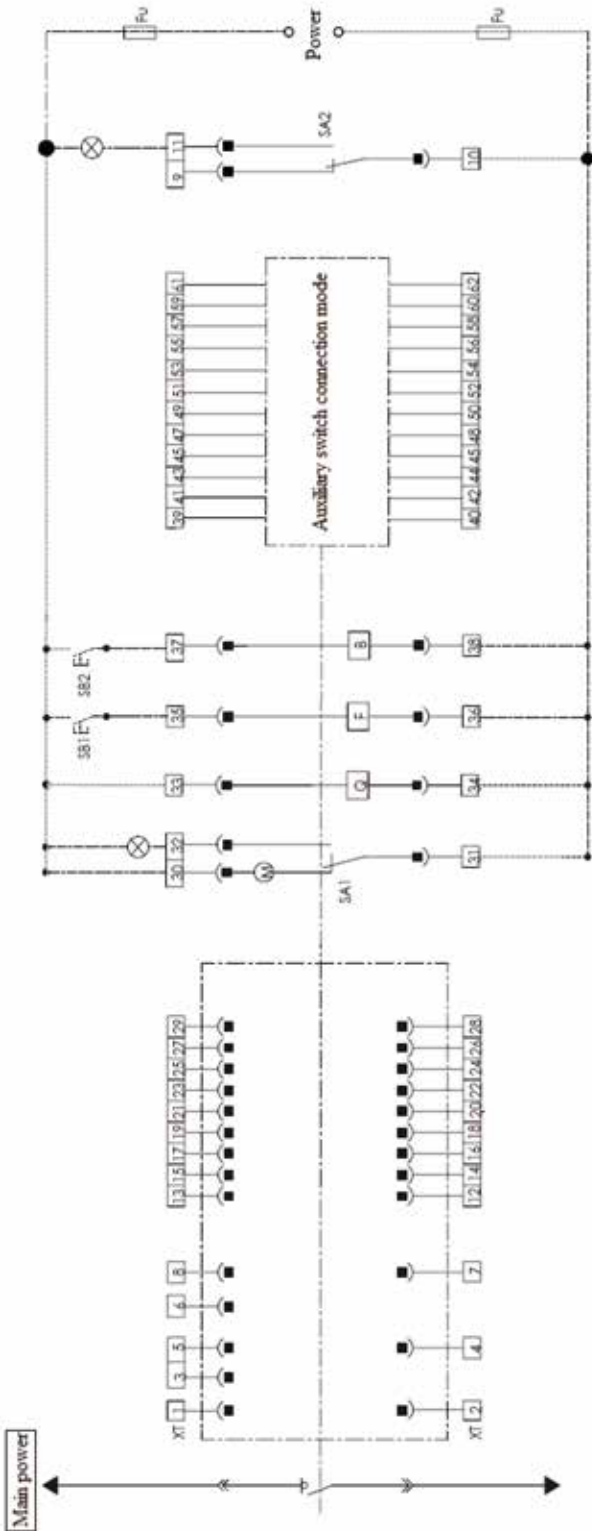 Main power
XT 1 3 5 6 8 13 15 17 19 21 23 25 27 29 30 32 33 35 37 39 41 43 45 47 49 51 53 55 57 59 61 9 11
SB1 SB2 FU
M SA1 Q F B Auxiliary switch connection mode SA2 Power
XT 2 4 7 12 14 16 18 20 22 24 26 28 31 34 36 38 40 42 44 45 48 50 52 54 56 58 60 62 10
FU